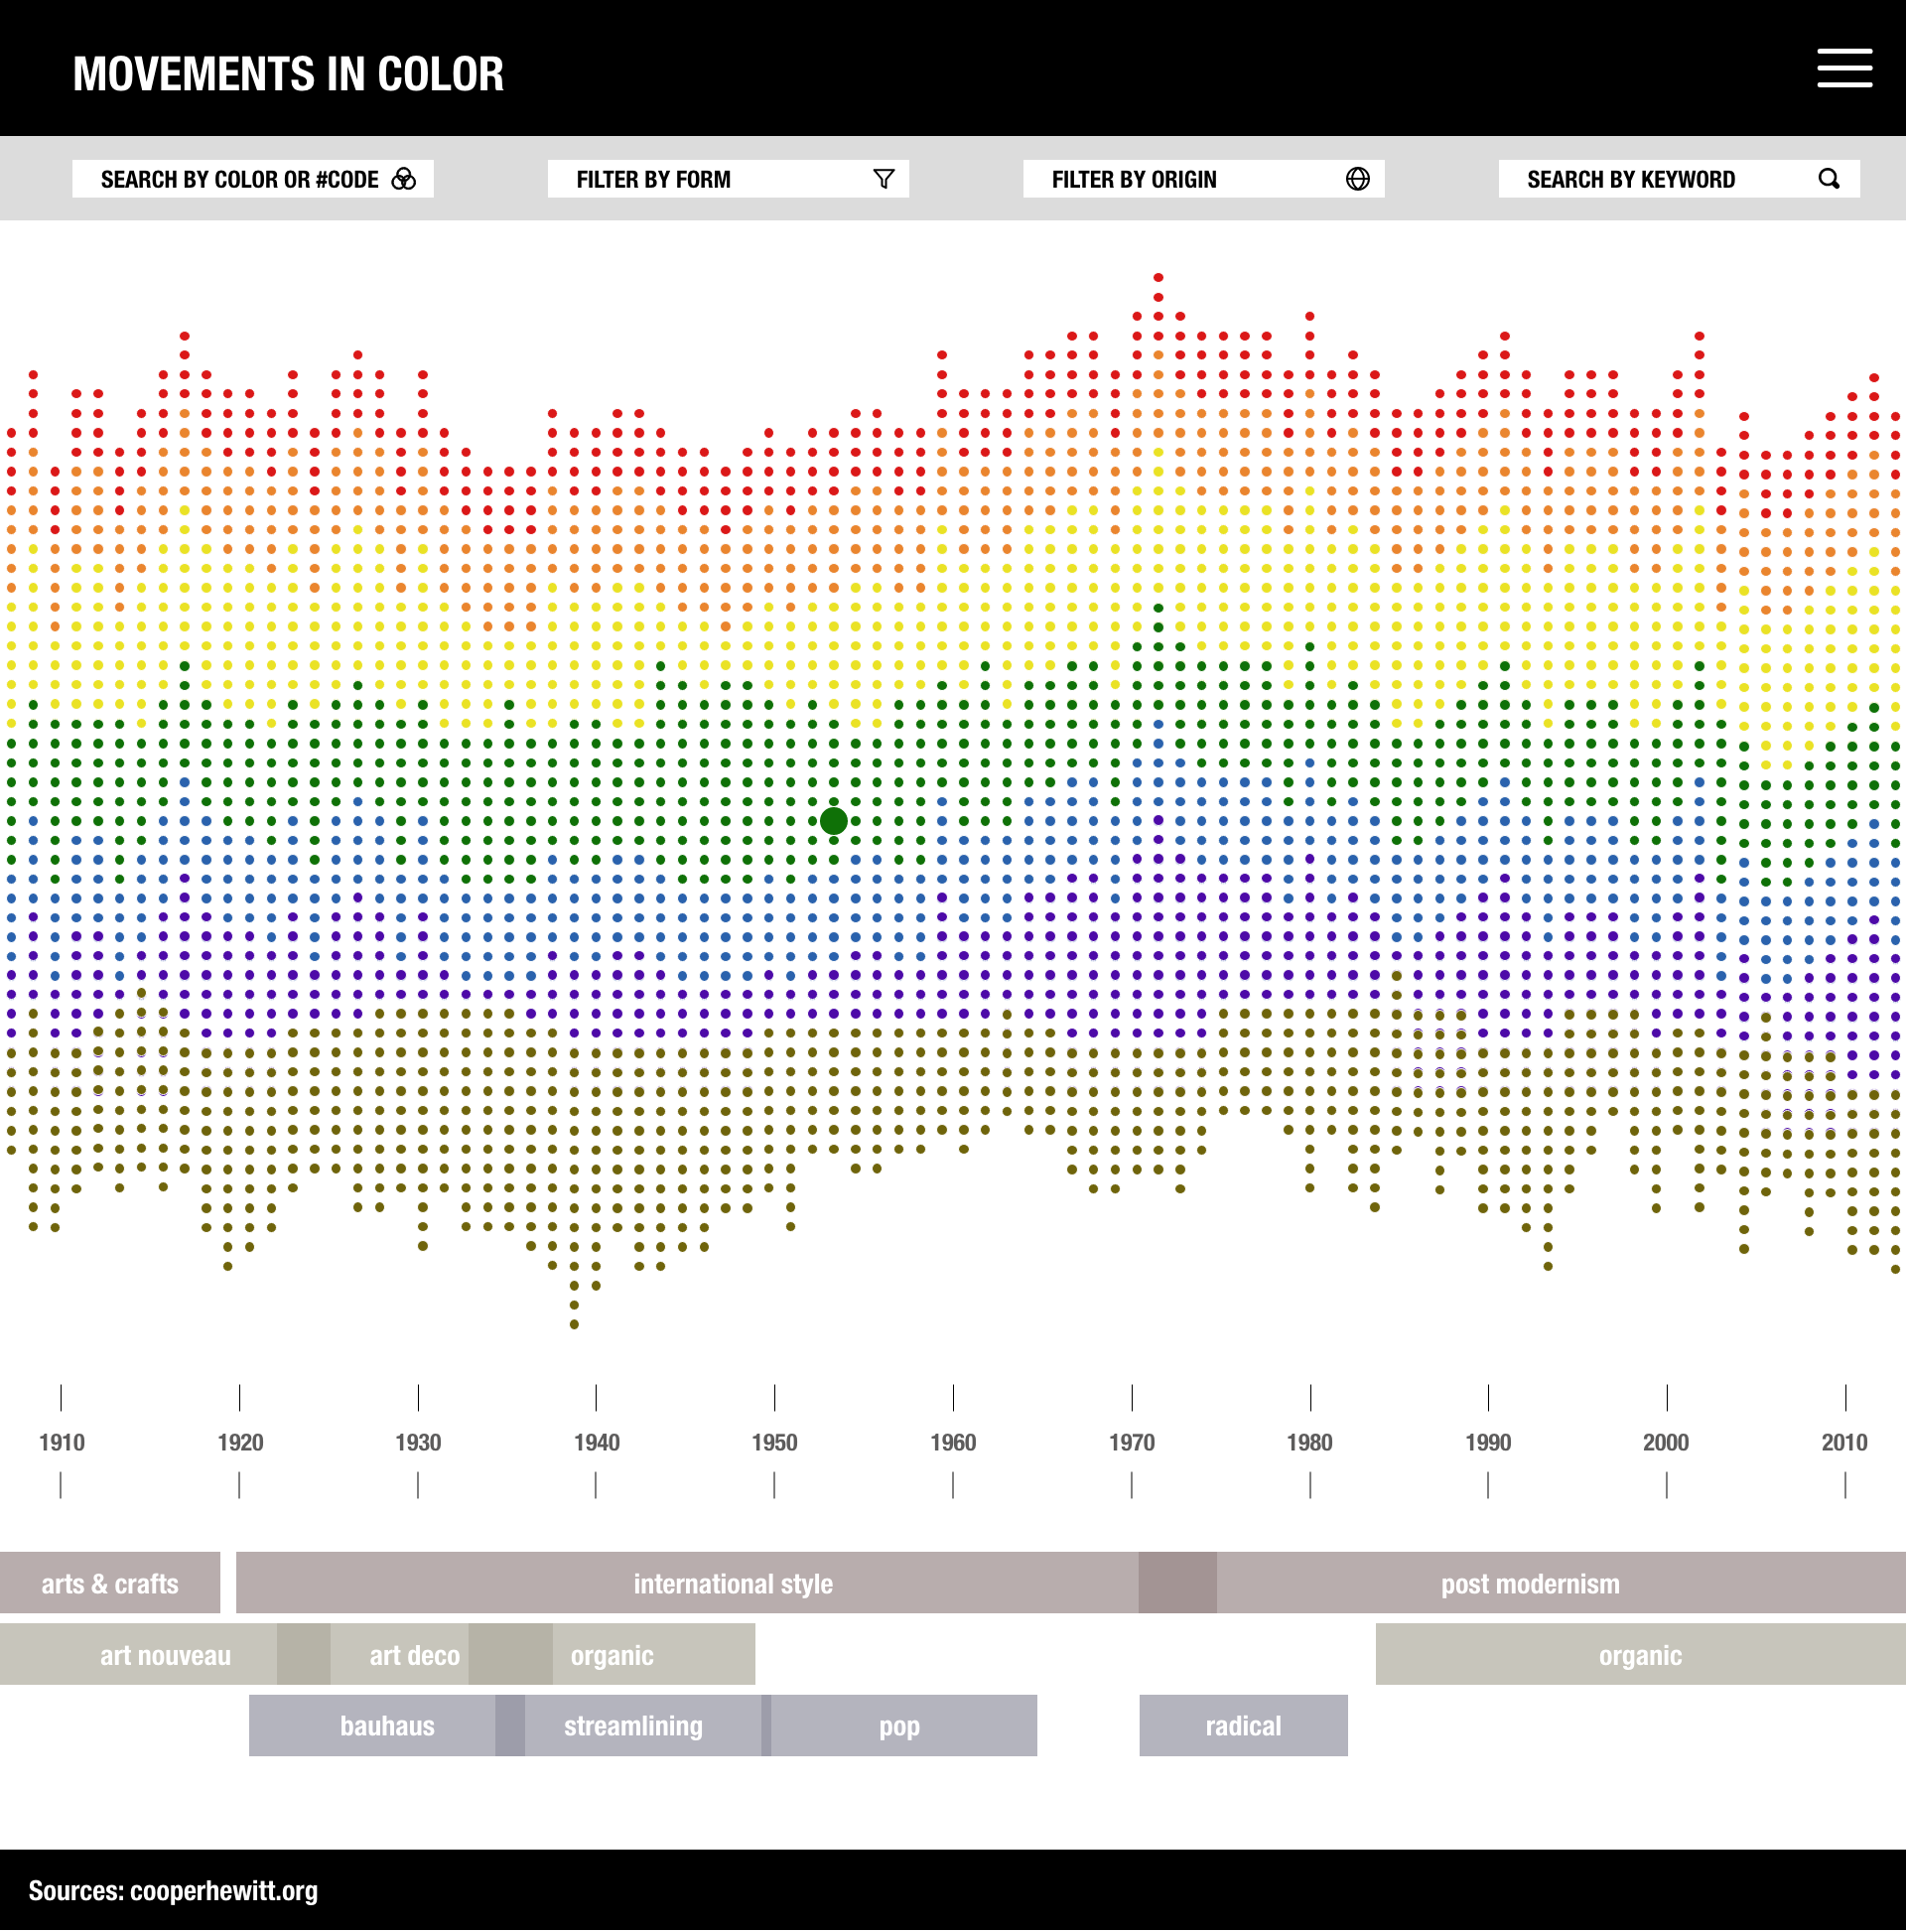 MOVEMENTS IN COLOR
SEARCH BY COLOR OR #CODE
FILTER BY FORM
FILTER BY ORIGIN
SEARCH BY KEYWORD
1910 1920 1930 1940 1950 1960 1970 1980 1990 2000 2010
arts & crafts international style post modernism
art nouveau art deco organic organic
bauhaus streamlining pop radical
Sources: cooperhewitt.org